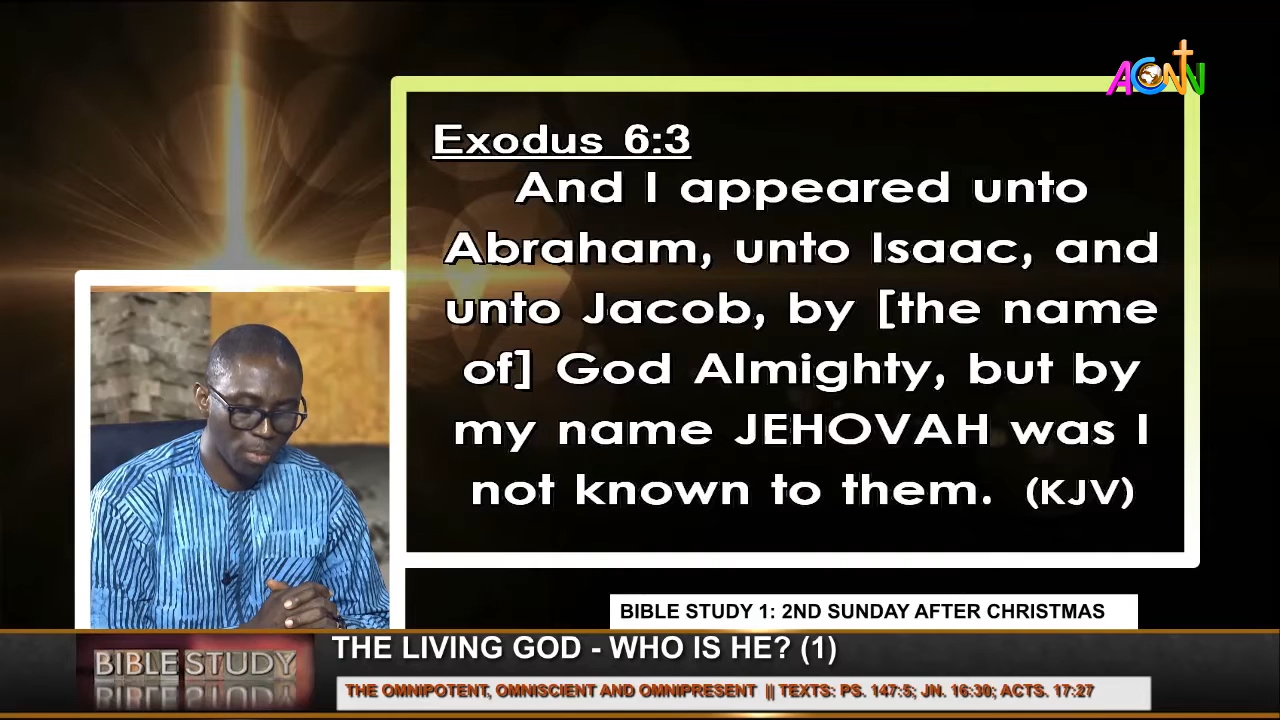 ACNN
Exodus 6:3
And I appeared unto
Abraham, unto Isaac, and
unto Jacob, by [the name
of] God Almighty, but by
my name JEHOVAH was I
not known to them. (KJV)
BIBLE STUDY 1: 2ND SUNDAY AFTER CHRISTMAS
BIBLE STUDY
THE LIVING GOD - WHO IS HE? (1)
THE OMNIPOTENT, OMNISCIENT AND OMNIPRESENT || TEXTS: PS. 147:5; JN. 16:30; ACTS. 17:27